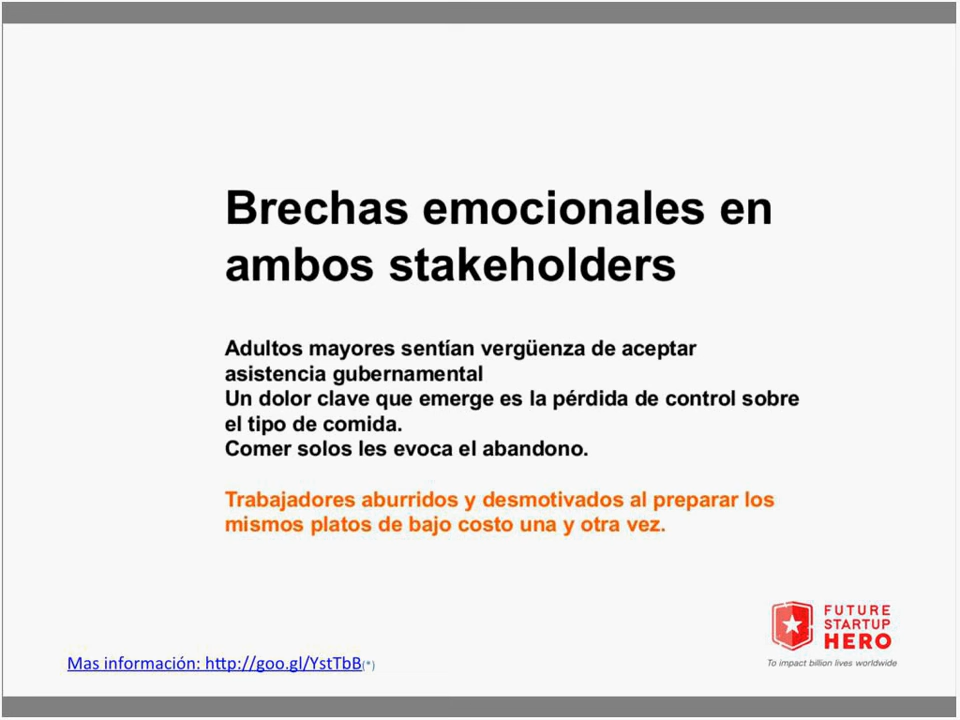 Brechas emocionales en
ambos stakeholders
Adultos mayores sentían vergüenza de aceptar
asistencia gubernamental
Un dolor clave que emerge es la pérdida de control sobre
el tipo de comida.
Comer solos les evoca el abandono.
Trabajadores aburridos y desmotivados al preparar los
mismos platos de bajo costo una y otra vez.
FUTURE
STARTUP
HERO
To impact billion lives worldwide
Mas información: http://goo.gl/YstTbB(*)